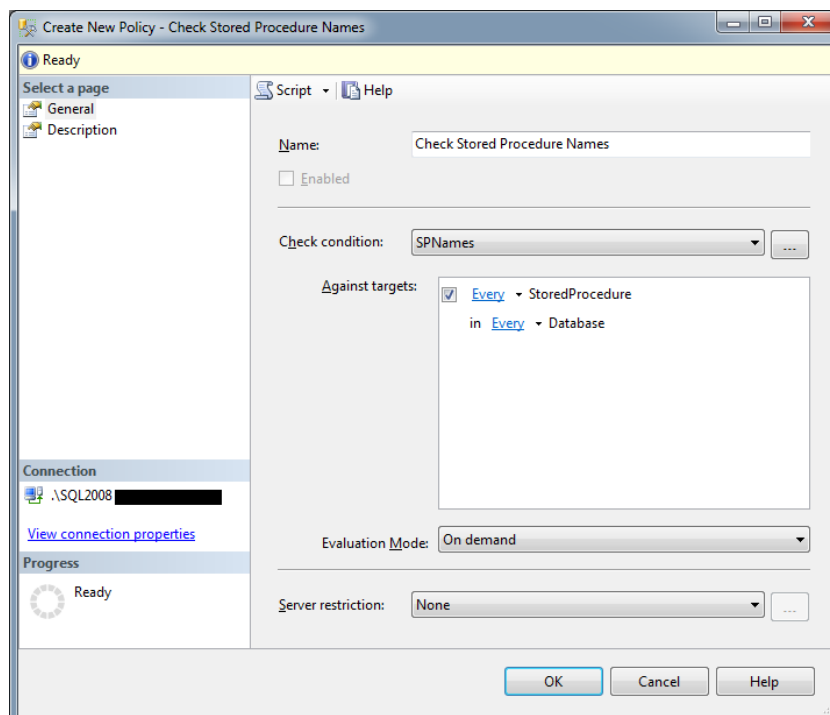 Create New Policy - Check Stored Procedure Names
Ready
Select a page
General
Description
Script
Help
Name:
Check Stored Procedure Names
Enabled
Check condition:
SPNames
...
Against targets:
Every StoredProcedure
in Every Database
Connection
.\SQL2008
View connection properties
Evaluation Mode:
On demand
Progress
Ready
Server restriction:
None
...
OK
Cancel
Help